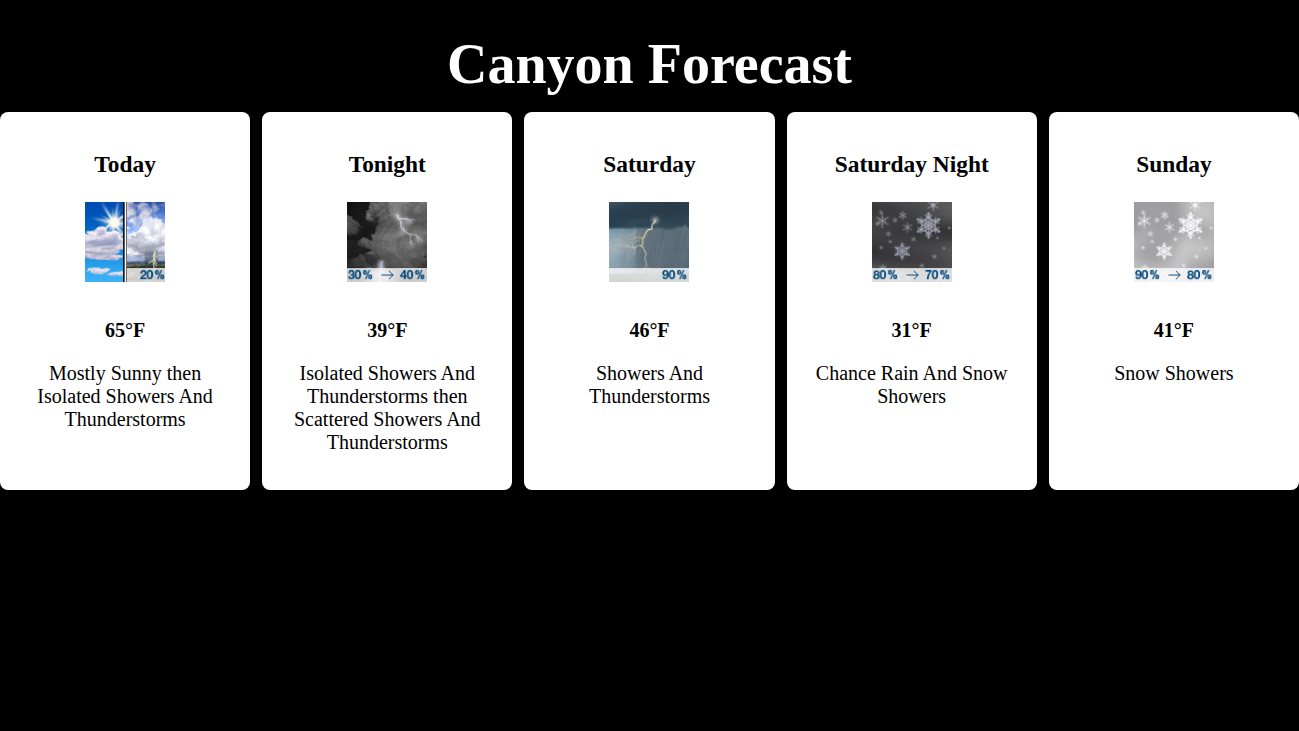 Canyon Forecast
Today
20%
65°F
Mostly Sunny then
Isolated Showers And
Thunderstorms
Tonight
30% → 40%
39°F
Isolated Showers And
Thunderstorms then
Scattered Showers And
Thunderstorms
Saturday
90%
46°F
Showers And
Thunderstorms
Saturday Night
80% → 70%
31°F
Chance Rain And Snow
Showers
Sunday
90% → 80%
41°F
Snow Showers